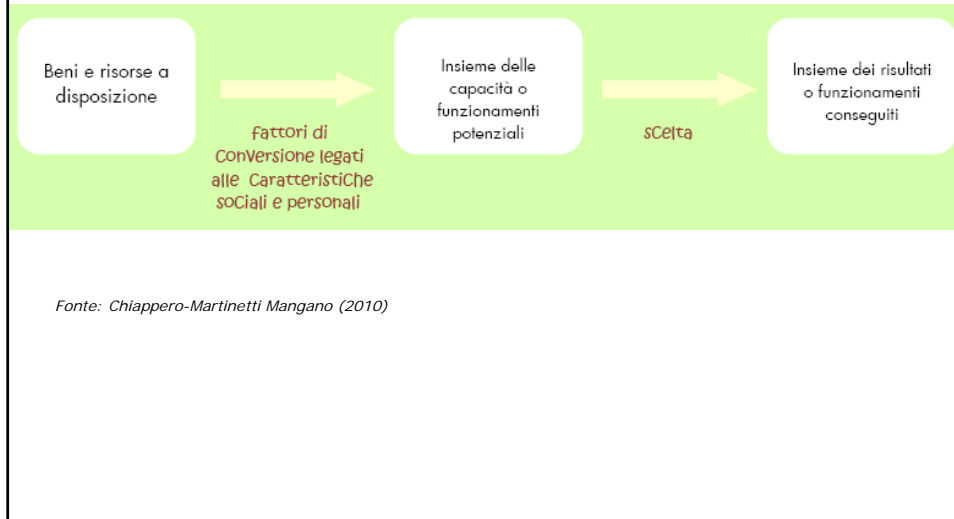 Beni e risorse a
disposizione
fattori di
Conversione legati
alle Caratteristiche
sociali e personali
Insieme delle
capacità o
funzionamenti
potenziali
scelta
Insieme dei risultati
o funzionamenti
conseguiti
Fonte: Chiappero-Martinetti Mangano (2010)